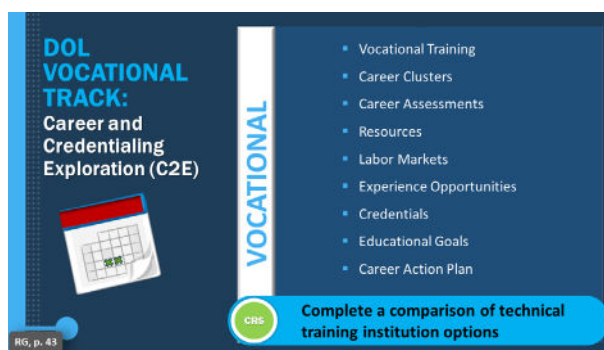 DOL
VOCATIONAL
TRACK:
Career and
Credentialing
Exploration (C2E)
VOCATIONAL
Vocational Training
Career Clusters
Career Assessments
Resources
Labor Markets
Experience Opportunities
Credentials
Educational Goals
Career Action Plan
CRS
Complete a comparison of technical
training institution options
RG, p. 43